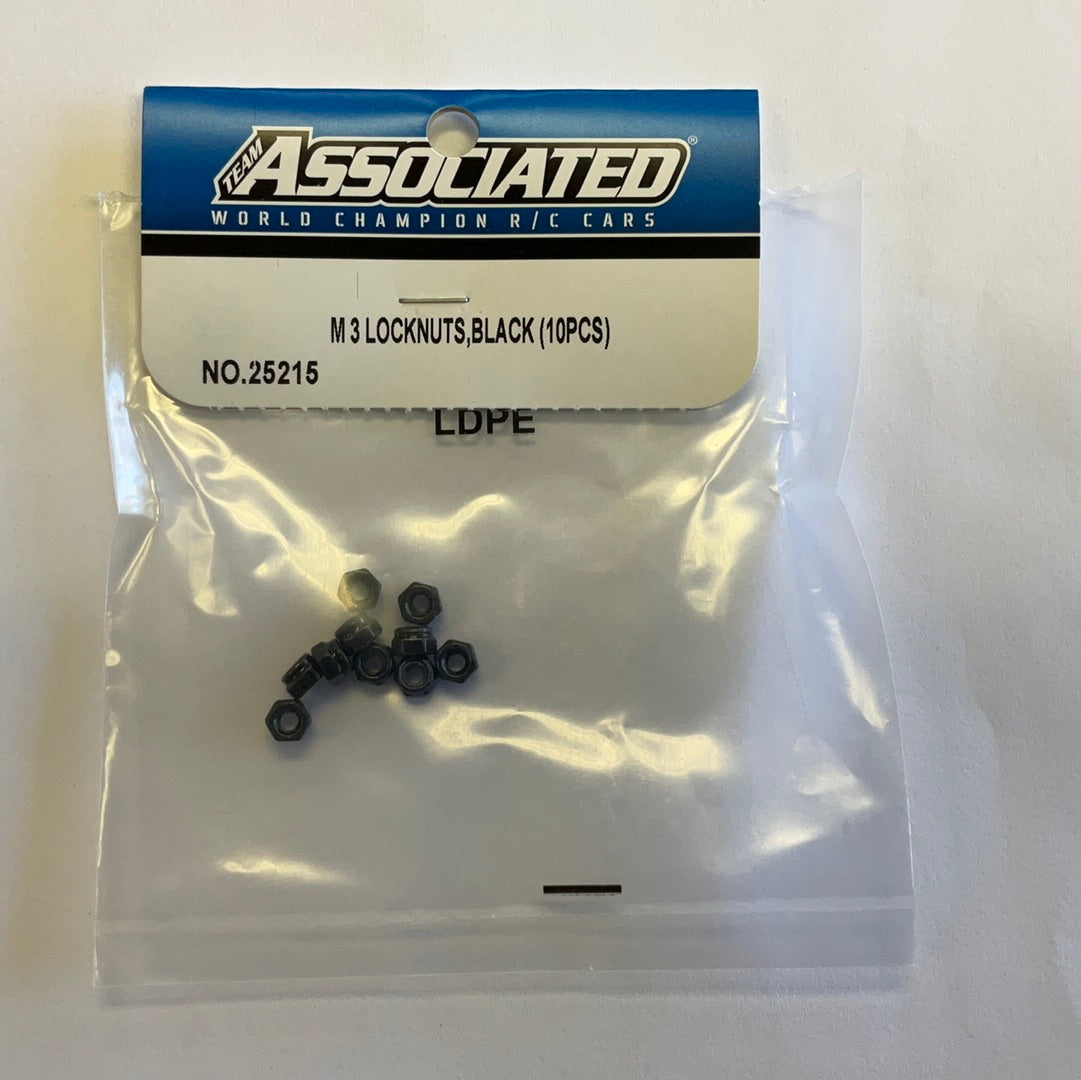 TEAM ASSOCIATED®
WORLD CHAMPION R/C CARS
M 3 LOCKNUTS,BLACK (10PCS)
NO.25215
LDPE